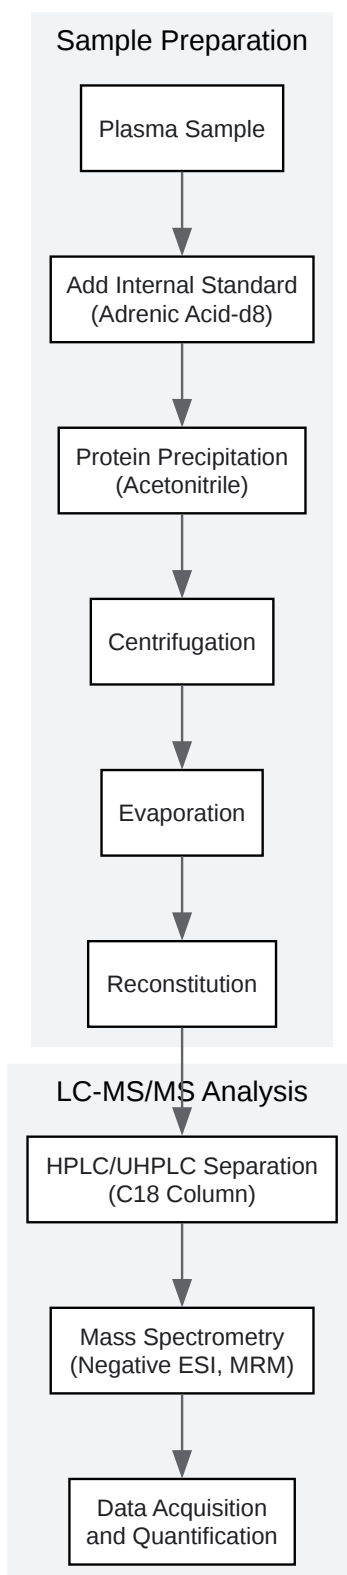 Sample Preparation
Plasma Sample
Add Internal Standard
(Adrenic Acid-d8)
Protein Precipitation
(Acetonitrile)
Centrifugation
Evaporation
Reconstitution
LC-MS/MS Analysis
HPLC/UHPLC Separation
(C18 Column)
Mass Spectrometry
(Negative ESI, MRM)
Data Acquisition
and Quantification